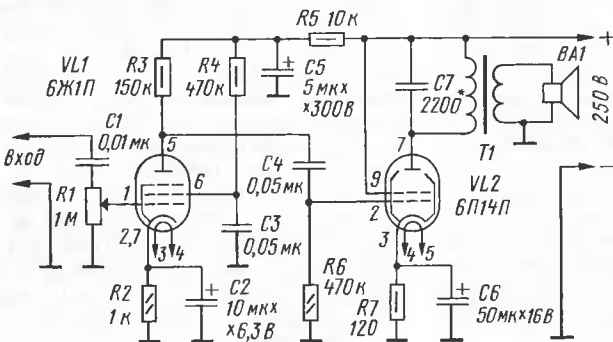 R5 10к
+
VL1
6Ж1П
R3
150к
R4
470к
C5
5мк×
×300В
C7
2200*
BA1
250 В
T1
C1
0,01мк
Вход
R1
1М
5
1
6
2,7
3
4
C4
0,05мк
C3
0,05мк
7
9
2
3
4
5
VL2
6П14П
R2
1к
C2
10мк×
×6,3В
R6
470к
R7
120
C6
50мк×16В
−